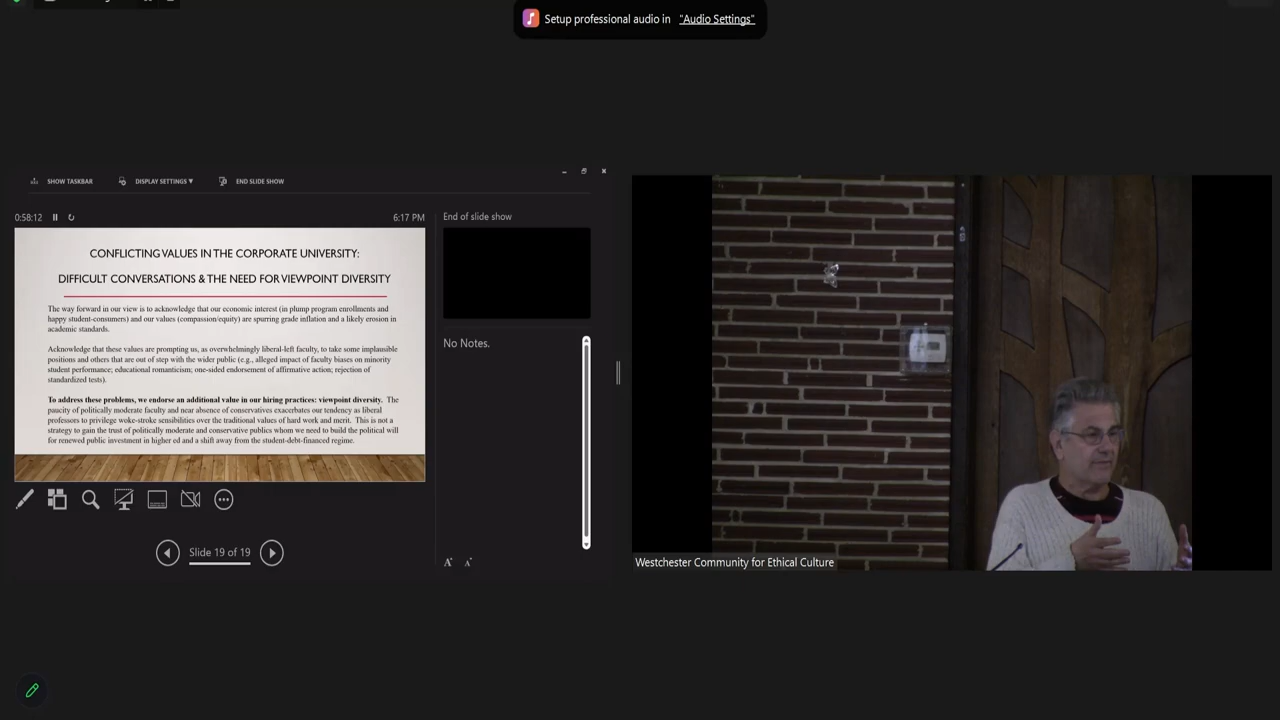 Setup professional audio in "Audio Settings"
SHOW TASKBAR
DISPLAY SETTINGS ▾
END SLIDE SHOW
0:58:12
6:17 PM
End of slide show
CONFLICTING VALUES IN THE CORPORATE UNIVERSITY:
DIFFICULT CONVERSATIONS & THE NEED FOR VIEWPOINT DIVERSITY
The way forward in our view is to acknowledge that our economic interest (in plump program enrollments and
happy student-consumers) and our values (compassion/equity) are spurring grade inflation and a likely erosion in
academic standards.
Acknowledge that these values are prompting us, as overwhelmingly liberal-left faculty, to take some implausible
positions and others that are out of step with the wider public (e.g., alleged impact of faculty biases on minority
student performance; educational romanticism; one-sided endorsement of affirmative action; rejection of
standardized tests).
To address these problems, we endorse an additional value in our hiring practices: viewpoint diversity. The
paucity of politically moderate faculty and near absence of conservatives exacerbates our tendency as liberal
professors to privilege woke-stroke sensibilities over the traditional values of hard work and merit. This is not a
strategy to gain the trust of politically moderate and conservative publics whom we need to build the political will
for renewed public investment in higher ed and a shift away from the student-debt-financed regime.
No Notes.
Slide 19 of 19
A A
Westchester Community for Ethical Culture